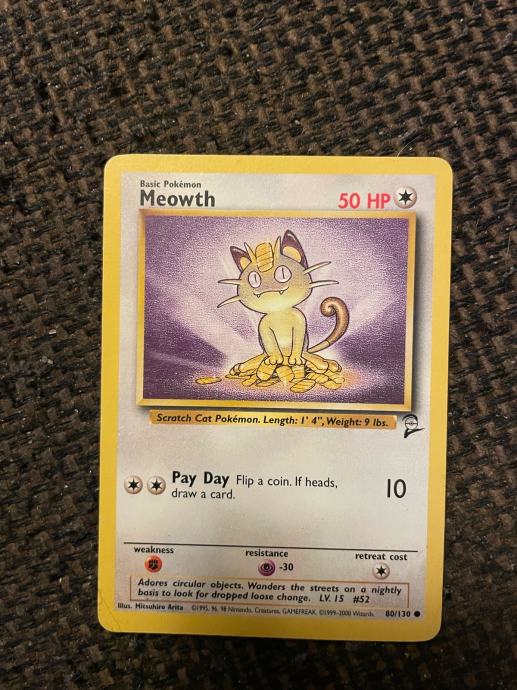 Basic Pokémon
Meowth
50 HP
Scratch Cat Pokémon. Length: 1' 4", Weight: 9 lbs.
Pay Day Flip a coin. If heads,
draw a card.
10
weakness
resistance
retreat cost
-30
Adores circular objects. Wanders the streets on a nightly
basis to look for dropped loose change. LV. 15 #52
Illus. Mitsuhiro Arita ©1995, 96, 98 Nintendo, Creatures, GAMEFREAK. ©1999-2000 Wizards. 80/130